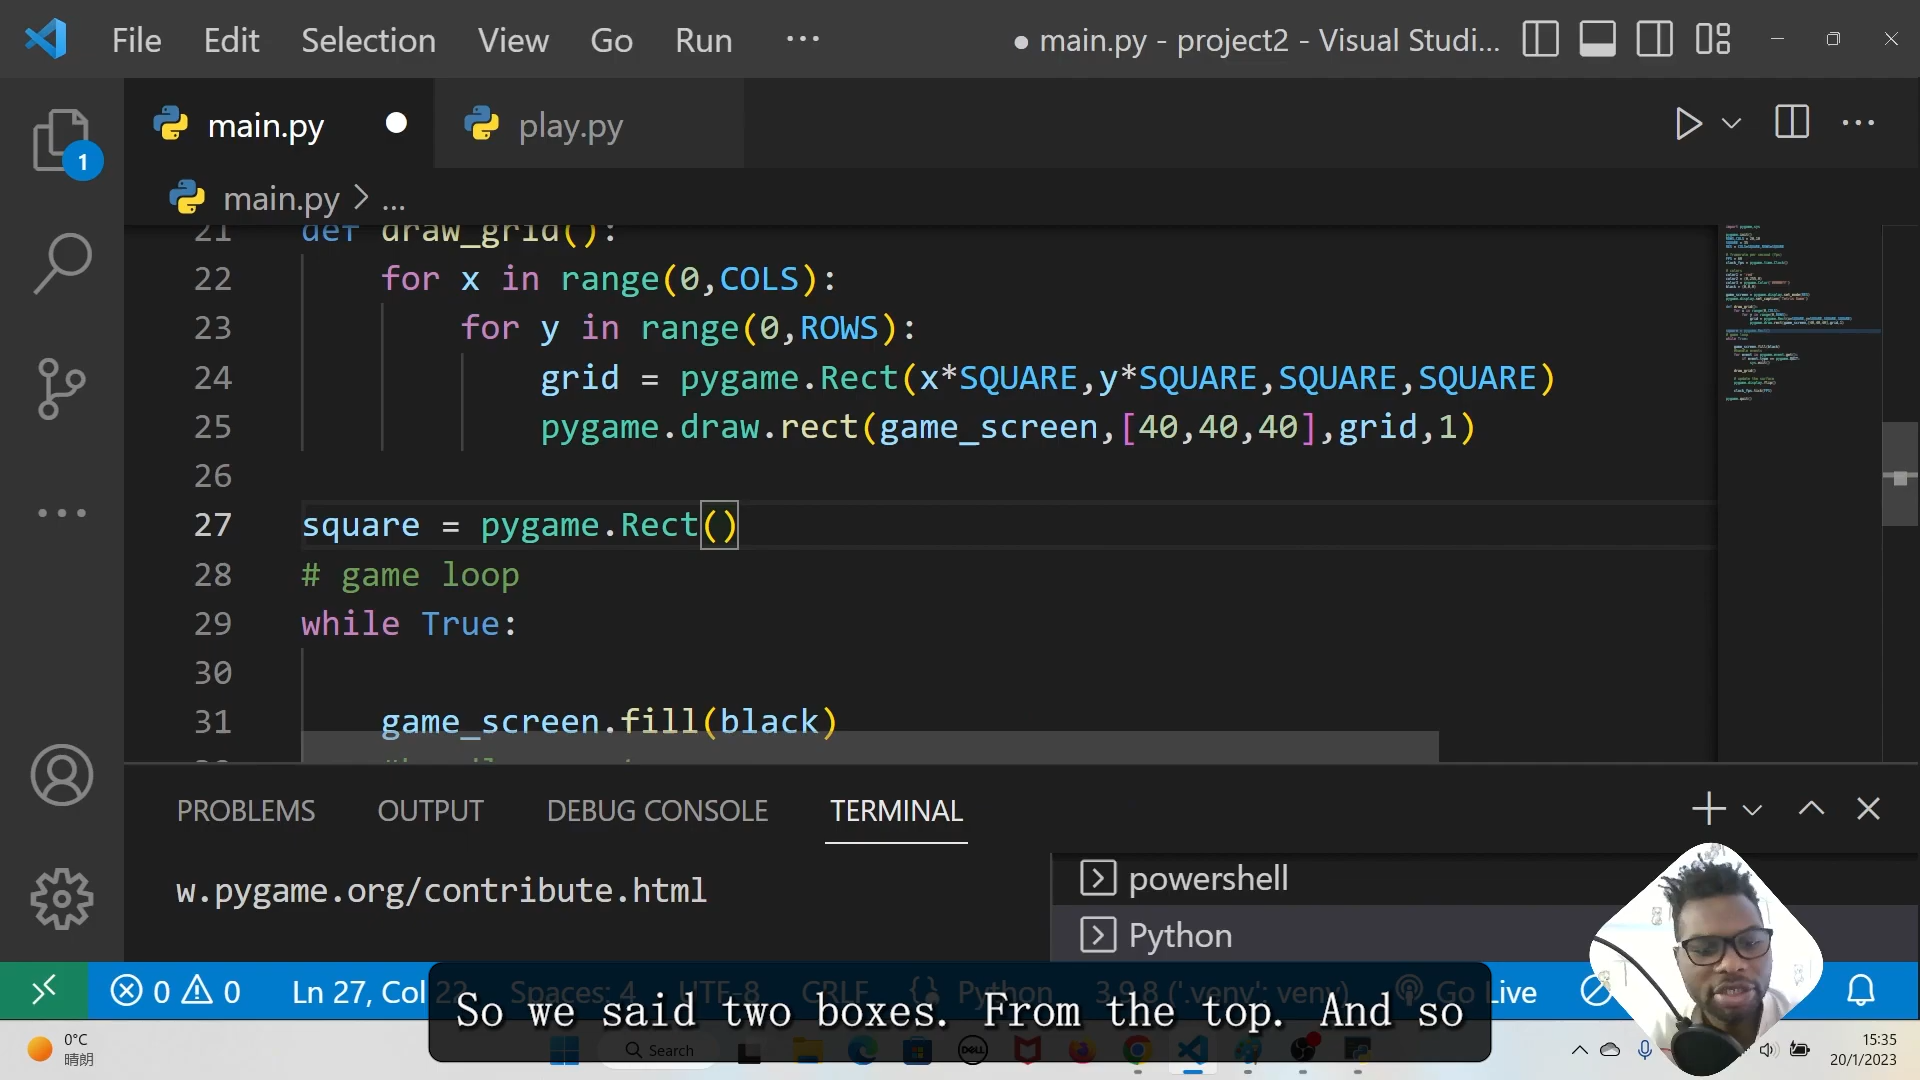 File Edit Selection View Go Run ... ● main.py - project2 - Visual Studi...
main.py ● play.py
1
main.py > ...
21 def draw_grid():
22 for x in range(0,COLS):
23 for y in range(0,ROWS):
24 grid = pygame.Rect(x*SQUARE,y*SQUARE,SQUARE,SQUARE)
25 pygame.draw.rect(game_screen,[40,40,40],grid,1)
26
27 square = pygame.Rect()
28 # game loop
29 while True:
30
31 game_screen.fill(black)
PROBLEMS OUTPUT DEBUG CONSOLE TERMINAL
w.pygame.org/contribute.html
powershell
Python
0 0 Ln 27, Col 22 Spaces: 4 UTF-8 CRLF {} Python 3.9.8 ('.venv': venv) Go Live
So we said two boxes. From the top. And so
0°C
晴朗
Search
DELL
15:35
20/1/2023